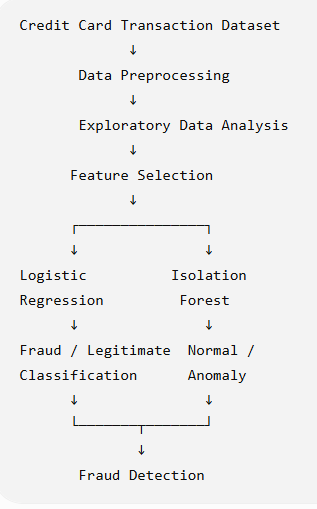 Credit Card Transaction Dataset
↓
Data Preprocessing
↓
Exploratory Data Analysis
↓
Feature Selection
↓
┌───────────────┐
↓ ↓
Logistic Isolation
Regression Forest
↓ ↓
Fraud / Legitimate Normal /
Classification Anomaly
↓ ↓
└───────┬───────┘
↓
Fraud Detection